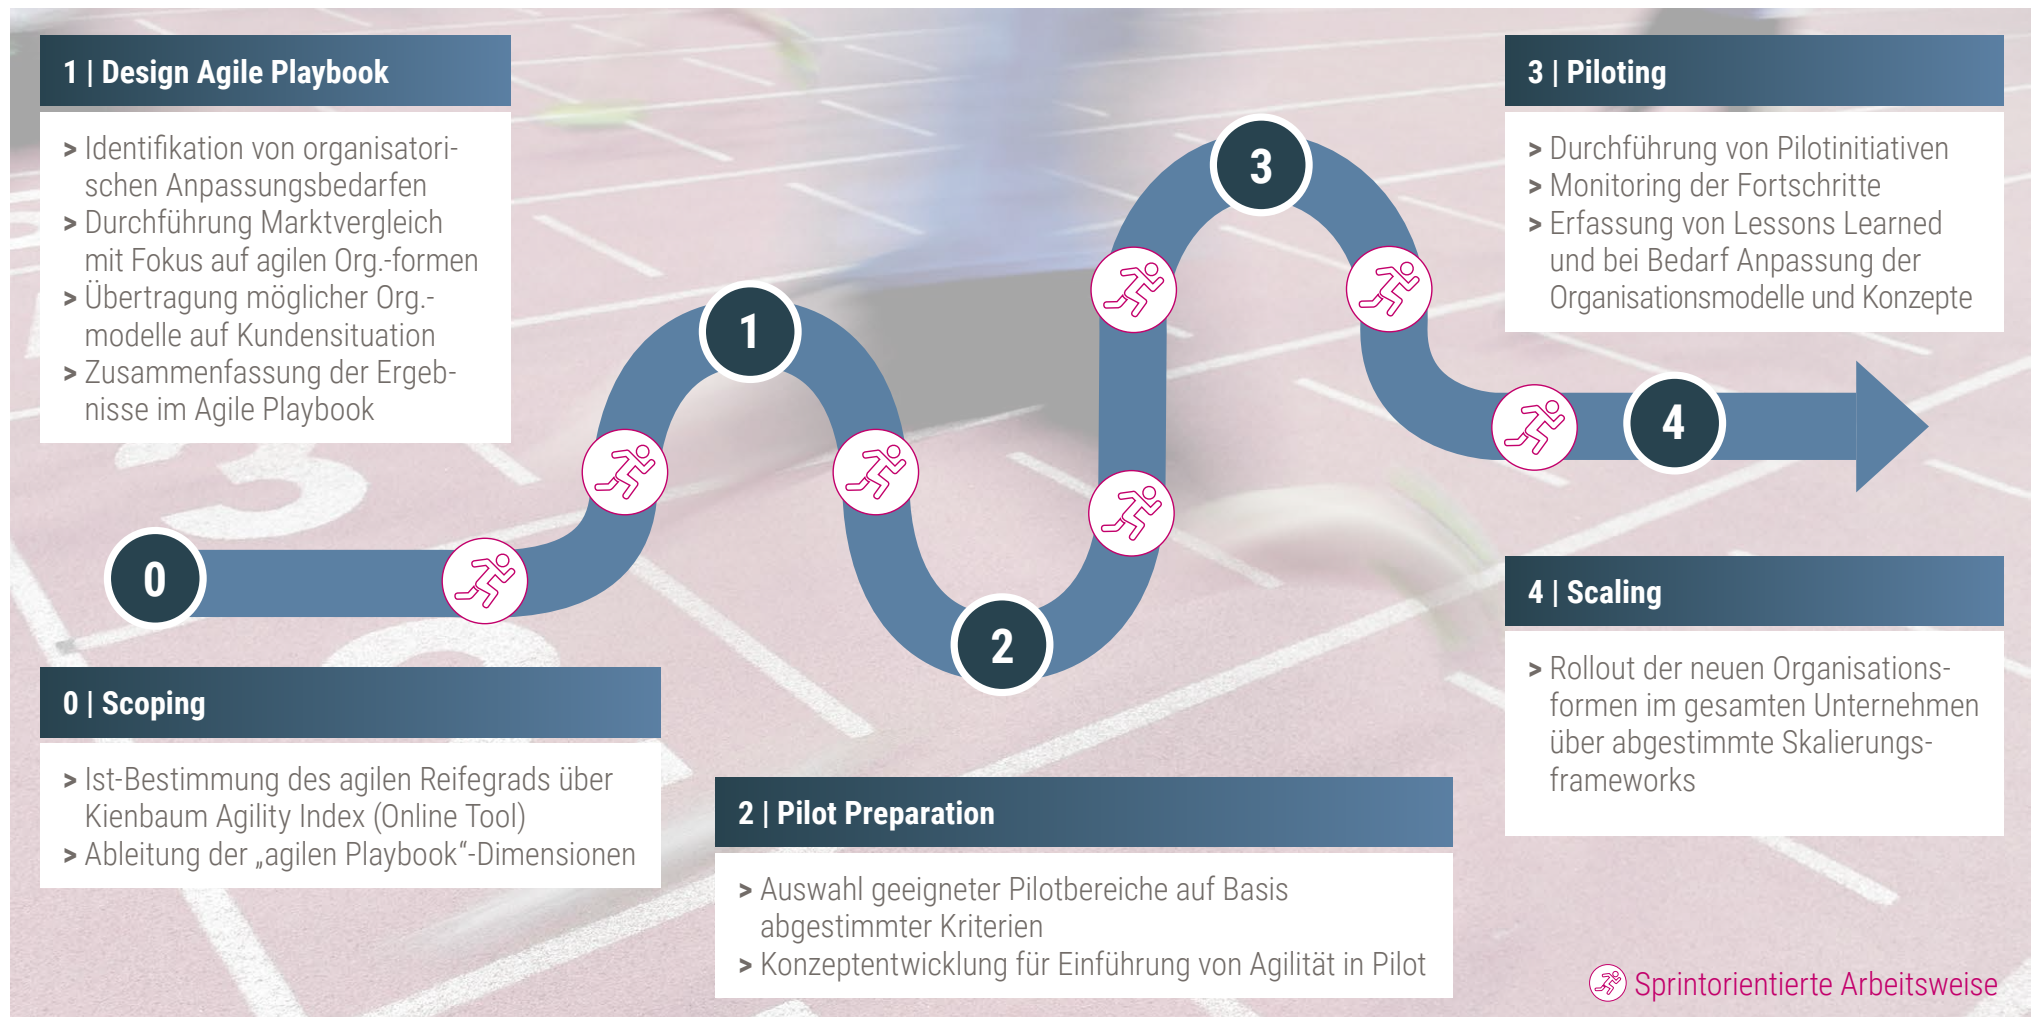 1 | Design Agile Playbook
> Identifikation von organisatori-
schen Anpassungsbedarfen
> Durchführung Marktvergleich
mit Fokus auf agilen Org.-formen
> Übertragung möglicher Org.-
modelle auf Kundensituation
> Zusammenfassung der Ergeb-
nisse im Agile Playbook
3 | Piloting
> Durchführung von Pilotinitiativen
> Monitoring der Fortschritte
> Erfassung von Lessons Learned
und bei Bedarf Anpassung der
Organisationsmodelle und Konzepte
0
1
2
3
4
3
2
0 | Scoping
> Ist-Bestimmung des agilen Reifegrads über
Kienbaum Agility Index (Online Tool)
> Ableitung der „agilen Playbook“-Dimensionen
2 | Pilot Preparation
> Auswahl geeigneter Pilotbereiche auf Basis
abgestimmter Kriterien
> Konzeptentwicklung für Einführung von Agilität in Pilot
4 | Scaling
> Rollout der neuen Organisations-
formen im gesamten Unternehmen
über abgestimmte Skalierungs-
frameworks
Sprintorientierte Arbeitsweise